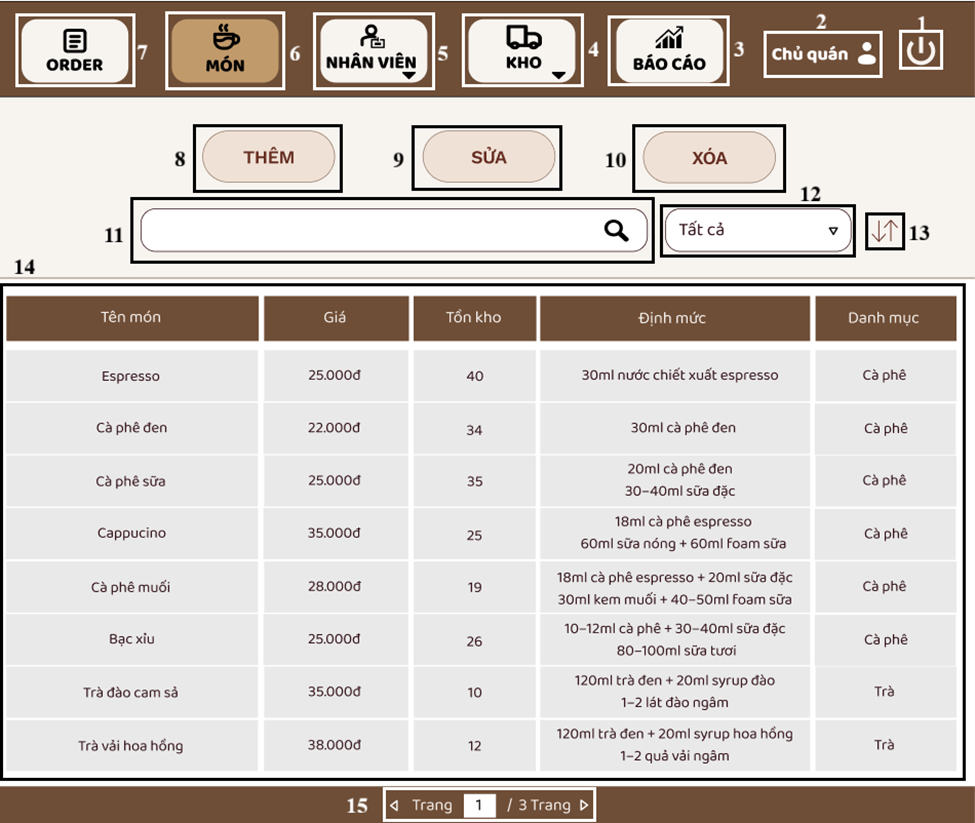 ORDER
7
MÓN
6
NHÂN VIÊN
5
KHO
4
BÁO CÁO
3
2
Chủ quán
1
8
THÊM
9
SỬA
10
XÓA
11
12
Tất cả
13
14
Tên món Giá Tồn kho Định mức Danh mục
Espresso 25.000đ 40 30ml nước chiết xuất espresso Cà phê
Cà phê đen 22.000đ 34 30ml cà phê đen Cà phê
Cà phê sữa 25.000đ 35 20ml cà phê đen Cà phê
30–40ml sữa đặc
Cappucino 35.000đ 25 18ml cà phê espresso Cà phê
60ml sữa nóng + 60ml foam sữa
Cà phê muối 28.000đ 19 18ml cà phê espresso + 20ml sữa đặc Cà phê
30ml kem muối + 40–50ml foam sữa
Bạc xỉu 25.000đ 26 10–12ml cà phê + 30–40ml sữa đặc Cà phê
80–100ml sữa tươi
Trà đào cam sả 35.000đ 10 120ml trà đen + 20ml syrup đào Trà
1–2 lát đào ngâm
Trà vải hoa hồng 38.000đ 12 120ml trà đen + 20ml syrup hoa hồng Trà
1–2 quả vải ngâm
15 Trang 1 / 3 Trang